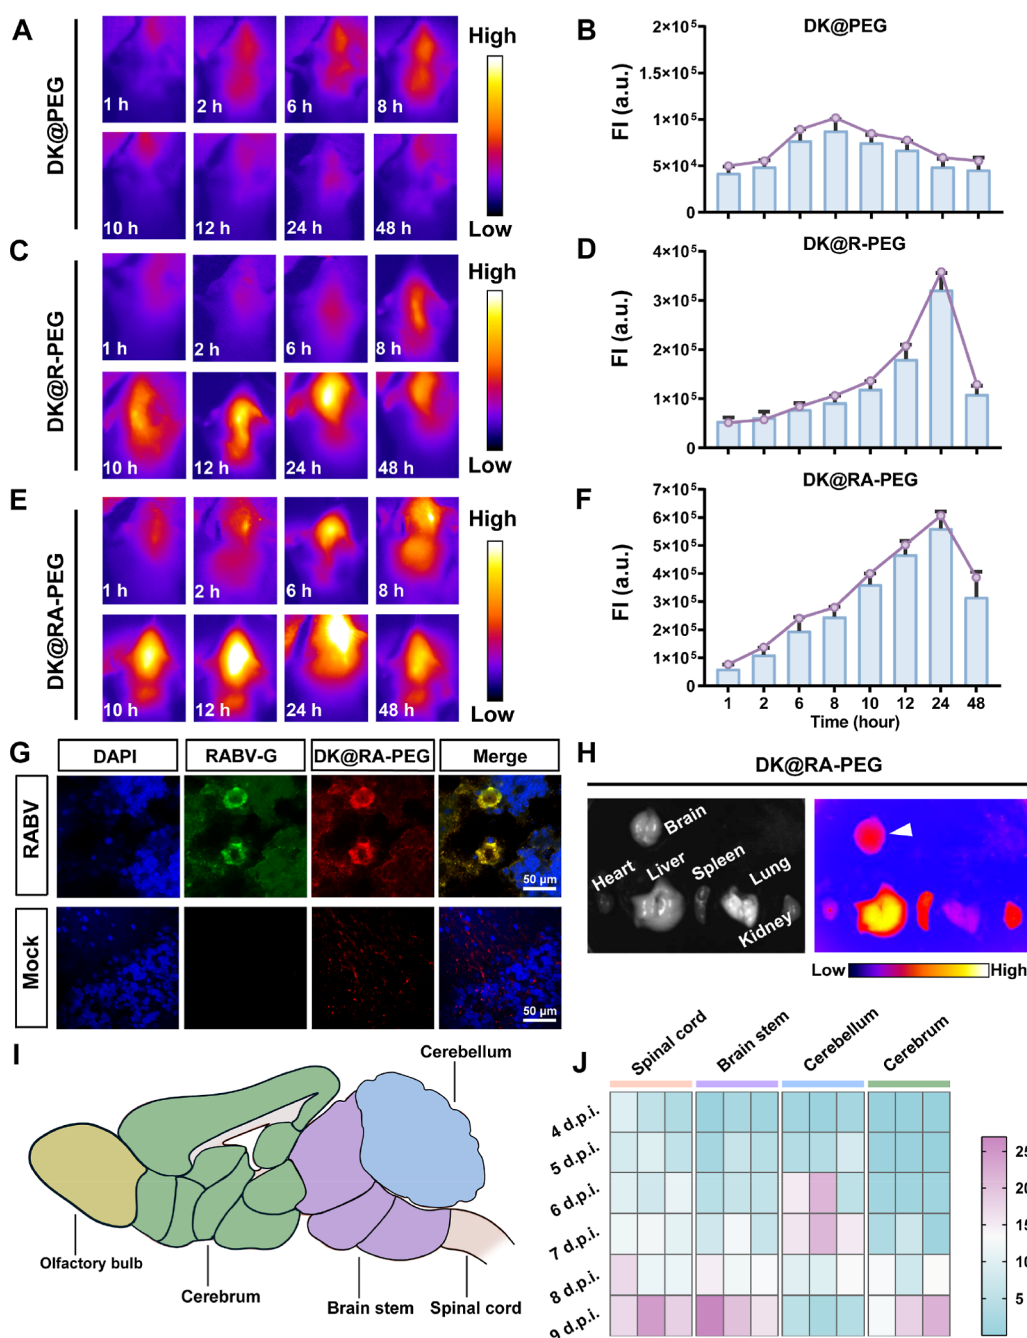 A
DK@PEG
1 h
2 h
6 h
8 h
10 h
12 h
24 h
48 h
High
Low
B
DK@PEG
FI (a.u.)
2×10⁵
1.5×10⁵
1×10⁵
5×10⁴
0
C
DK@R-PEG
1 h
2 h
6 h
8 h
10 h
12 h
24 h
48 h
High
Low
D
DK@R-PEG
FI (a.u.)
4×10⁵
3×10⁵
2×10⁵
1×10⁵
0
E
DK@RA-PEG
1 h
2 h
6 h
8 h
10 h
12 h
24 h
48 h
High
Low
F
DK@RA-PEG
FI (a.u.)
7×10⁵
6×10⁵
5×10⁵
4×10⁵
3×10⁵
2×10⁵
1×10⁵
0
1 2 6 8 10 12 24 48
Time (hour)
G
DAPI RABV-G DK@RA-PEG Merge
RABV
50 µm
Mock
50 µm
H
DK@RA-PEG
Brain
Heart Liver Spleen Lung
Kidney
Low High
I
Cerebellum
Olfactory bulb
Cerebrum
Brain stem
Spinal cord
J
Spinal cord Brain stem Cerebellum Cerebrum
4 d.p.i.
5 d.p.i.
6 d.p.i.
7 d.p.i.
8 d.p.i.
9 d.p.i.
25
20
15
10
5